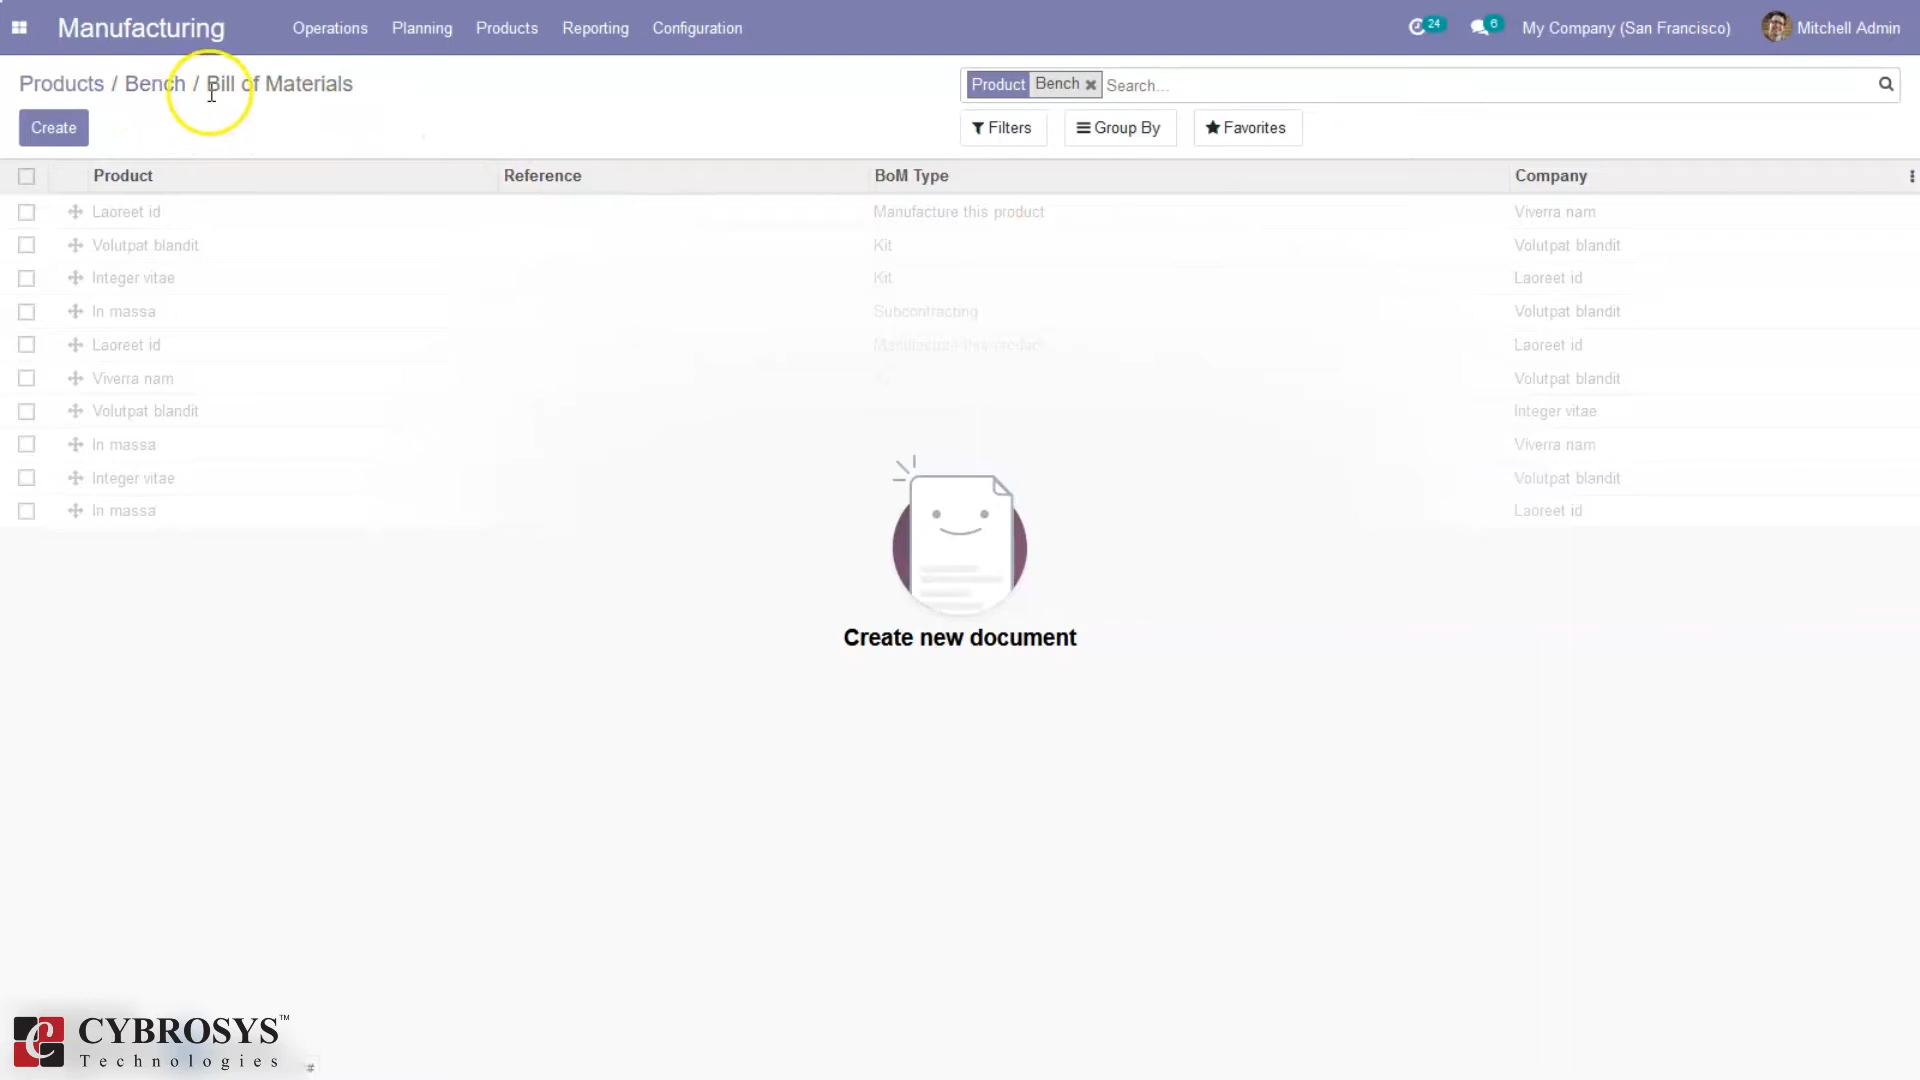 Manufacturing Operations Planning Products Reporting Configuration 24 6 My Company (San Francisco) Mitchell Admin
Products / Bench / Bill of Materials
Product Bench Search...
Create Filters Group By Favorites
Product Reference BoM Type Company
Laoreet id Manufacture this product Viverra nam
Volutpat blandit Kit Volutpat blandit
Integer vitae Kit Laoreet id
In massa Subcontracting Volutpat blandit
Laoreet id Manufacture this product Laoreet id
Viverra nam Volutpat blandit
Volutpat blandit Integer vitae
In massa Viverra nam
Integer vitae Volutpat blandit
In massa Laoreet id
Create new document
CYBROSYS™
Technologies
#